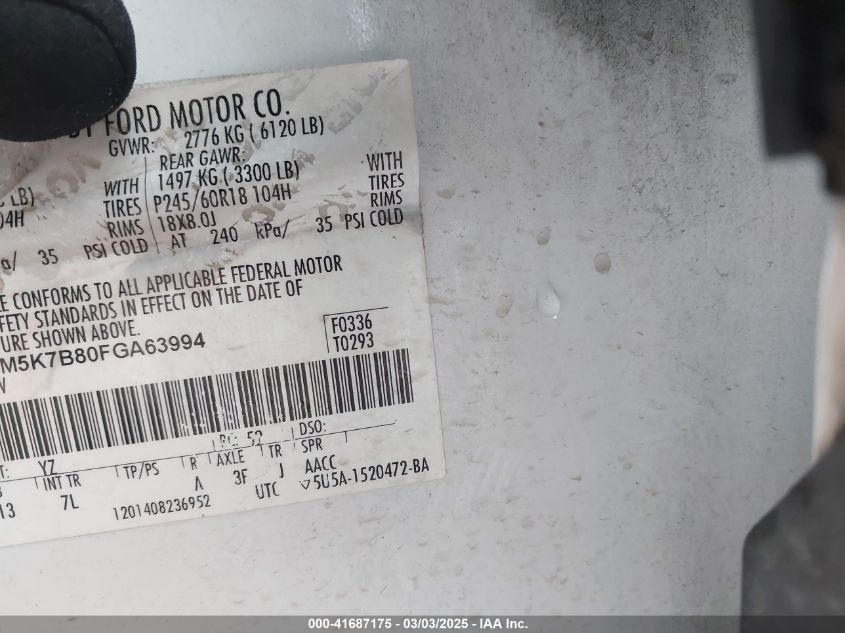 FORD MOTOR CO.
GVWR: 2776 KG ( 6120 LB)
REAR GAWR:
LB) WITH 1497 KG ( 3300 LB) WITH
04H TIRES P245/60R18 104H TIRES
RIMS 18X8.0J RIMS
a/ 35 PSI COLD AT 240 kPa/ 35 PSI COLD
E CONFORMS TO ALL APPLICABLE FEDERAL MOTOR
FETY STANDARDS IN EFFECT ON THE DATE OF
URE SHOWN ABOVE.
F0336
T0293
M5K7B80FGA63994
DSO:
T: YZ
INT TR TP/PS R AXLE TR SPR
13 7L A 3F J AACC
1201408236952 UTC ▽5U5A-1520472-BA
000-41687175 — 03/03/2025 — IAA Inc.